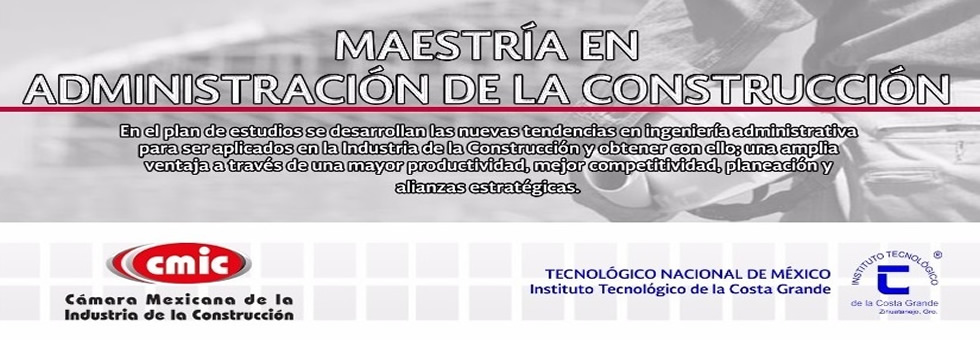 MAESTRÍA EN
ADMINISTRACIÓN DE LA CONSTRUCCIÓN
En el plan de estudios se desarrollan las nuevas tendencias en ingeniería administrativa
para ser aplicados en la Industria de la Construcción y obtener con ello; una amplia
ventaja a través de una mayor productividad, mejor competitividad, planeación y
alianzas estratégicas.
cmic
Cámara Mexicana de la
Industria de la Construcción
TECNOLÓGICO NACIONAL DE MÉXICO
Instituto Tecnológico de la Costa Grande
INSTITUTO TECNOLÓGICO ®
de la Costa Grande
Zihuatanejo, Gro.